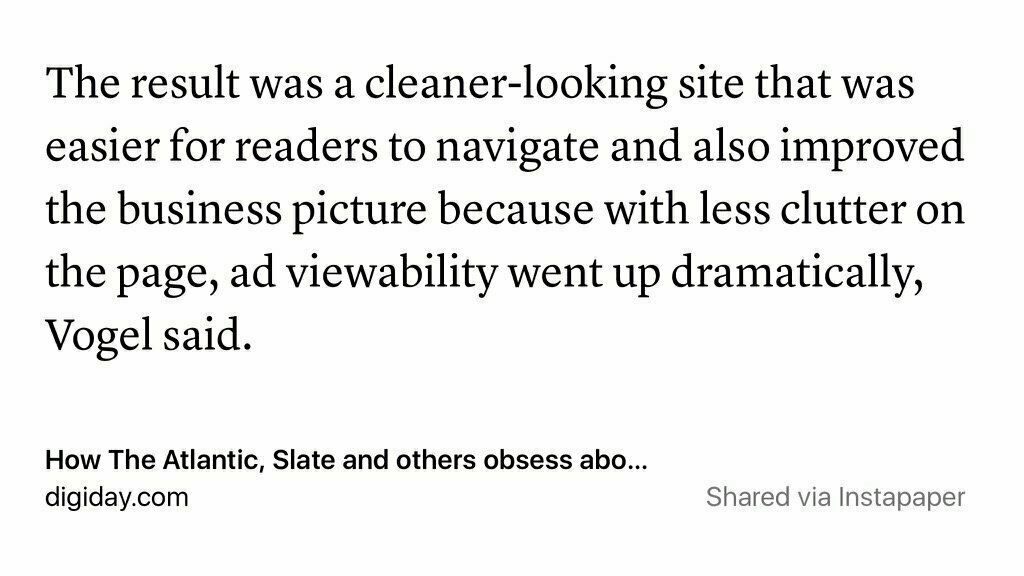 The result was a cleaner-looking site that was
easier for readers to navigate and also improved
the business picture because with less clutter on
the page, ad viewability went up dramatically,
Vogel said.
How The Atlantic, Slate and others obsess abo...
digiday.com
Shared via Instapaper